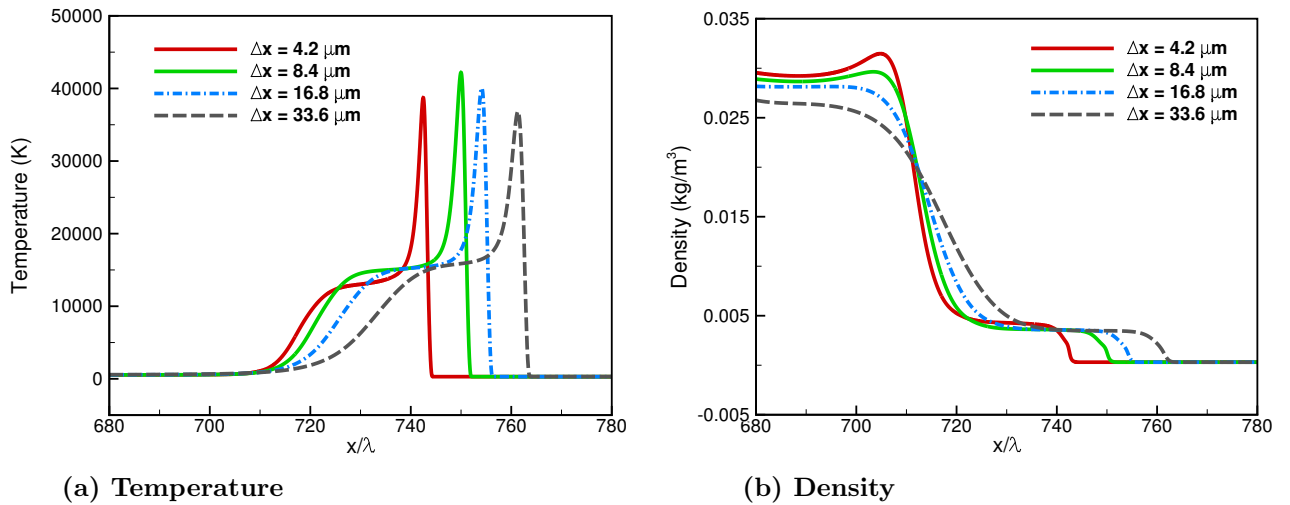 50000
40000
30000
20000
10000
0
Temperature (K)
Δx = 4.2 μm
Δx = 8.4 μm
Δx = 16.8 μm
Δx = 33.6 μm
680 700 720 740 760 780
x/λ
(a) Temperature
0.035
0.025
0.015
0.005
-0.005
Density (kg/m³)
Δx = 4.2 μm
Δx = 8.4 μm
Δx = 16.8 μm
Δx = 33.6 μm
680 700 720 740 760 780
x/λ
(b) Density